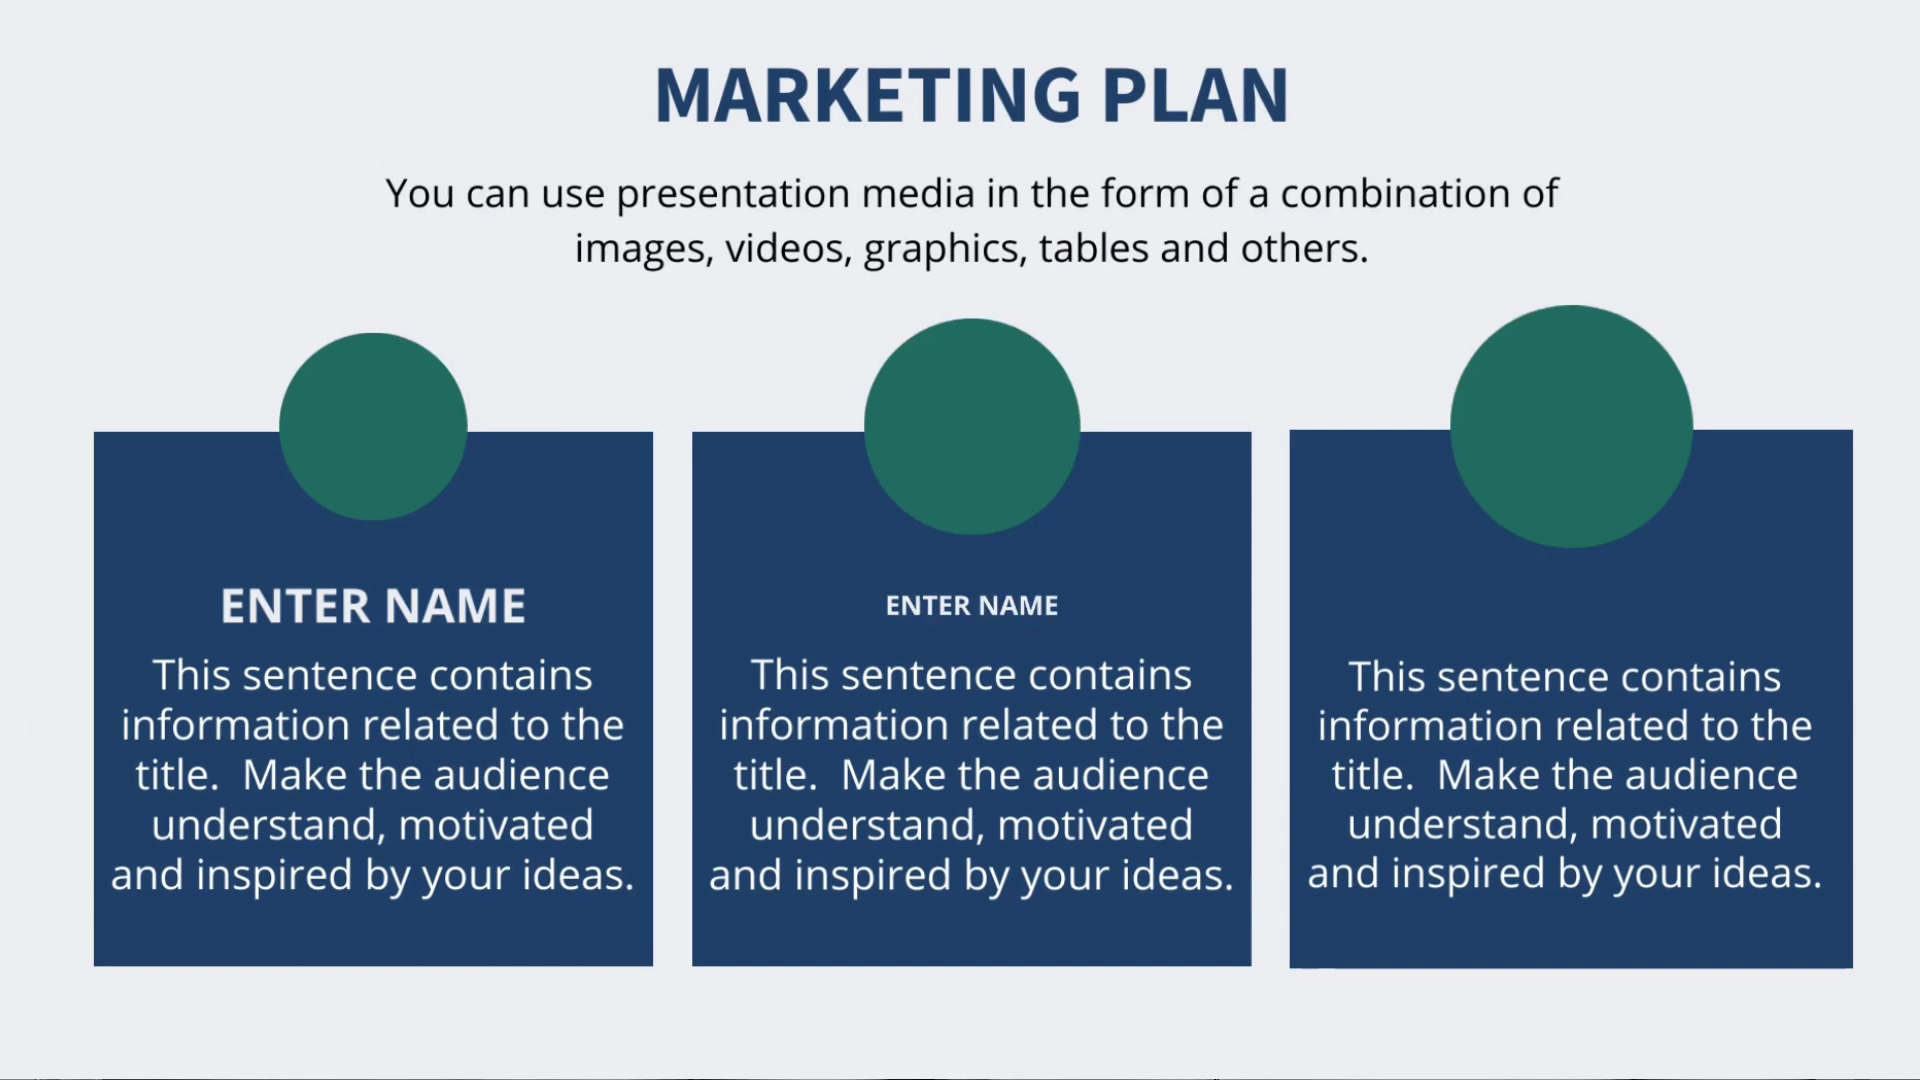 MARKETING PLAN
You can use presentation media in the form of a combination of
images, videos, graphics, tables and others.
ENTER NAME
This sentence contains
information related to the
title.  Make the audience
understand, motivated
and inspired by your ideas.
ENTER NAME
This sentence contains
information related to the
title.  Make the audience
understand, motivated
and inspired by your ideas.
This sentence contains
information related to the
title.  Make the audience
understand, motivated
and inspired by your ideas.